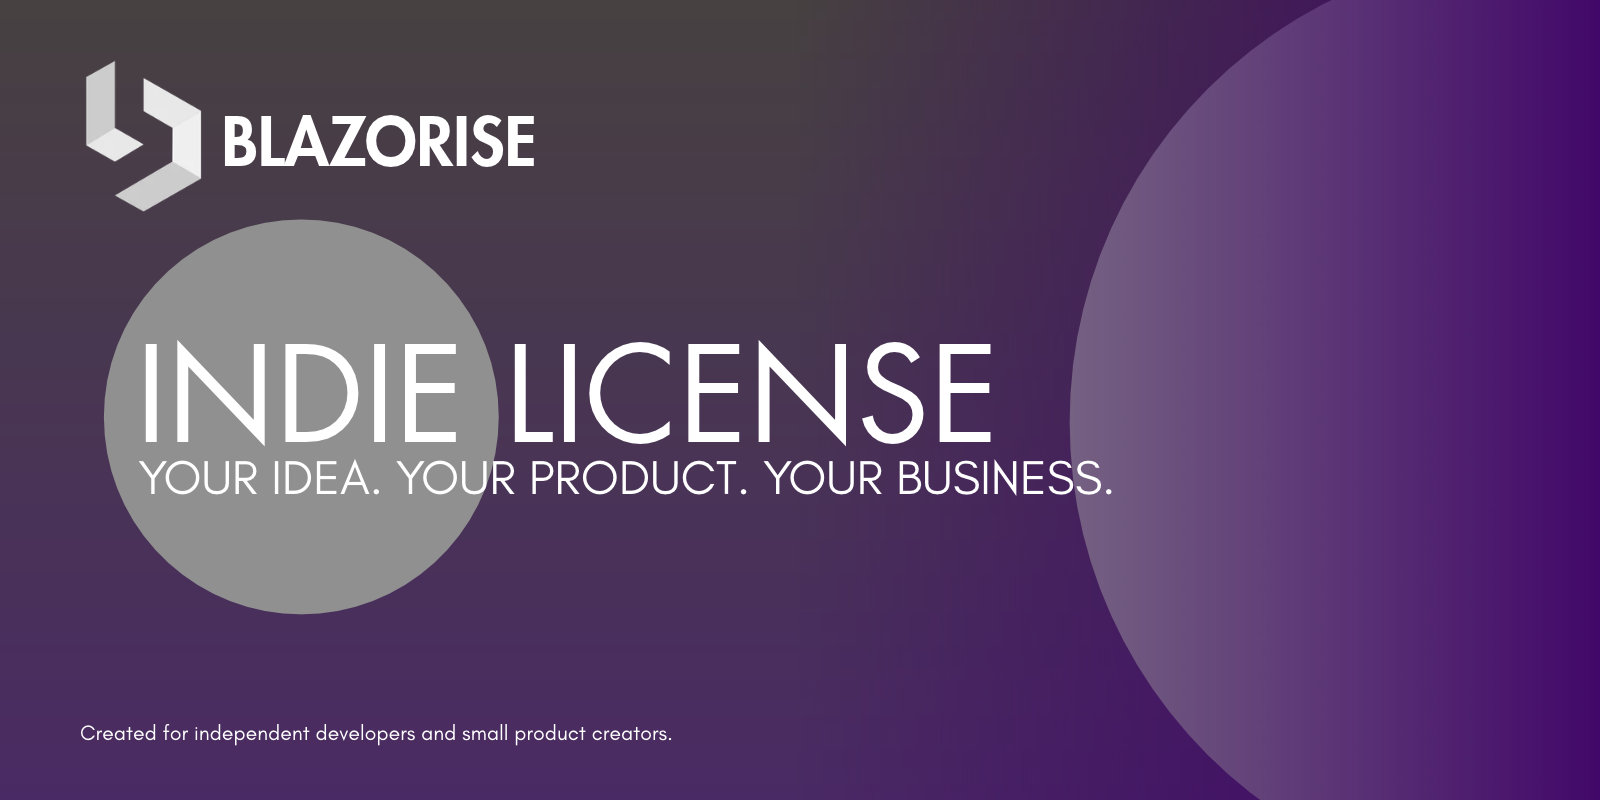 BLAZORISE
INDIE LICENSE
YOUR IDEA. YOUR PRODUCT. YOUR BUSINESS.
Created for independent developers and small product creators.